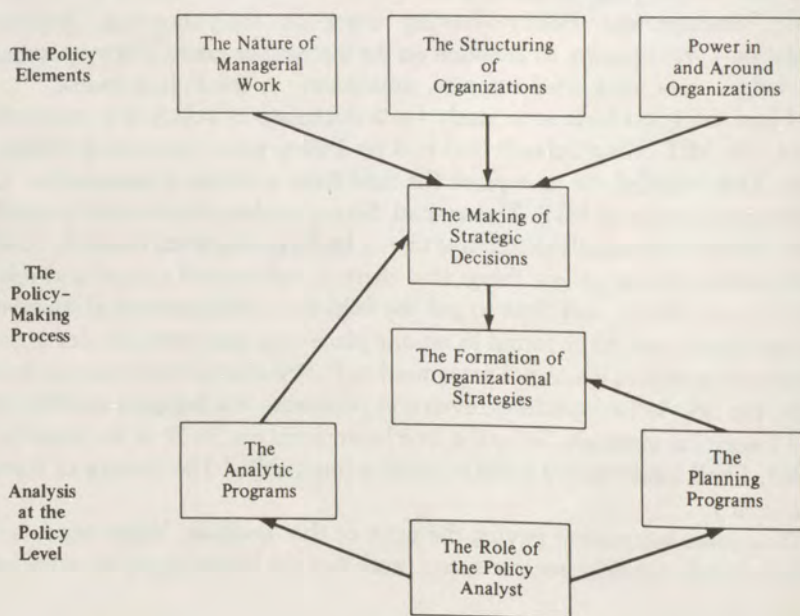 The Policy
Elements
The Nature of
Managerial
Work
The Structuring
of
Organizations
Power in
and Around
Organizations
The Making of
Strategic
Decisions
The
Policy–
Making
Process
The Formation of
Organizational
Strategies
The
Analytic
Programs
The
Planning
Programs
Analysis
at the
Policy
Level
The Role of
the Policy
Analyst